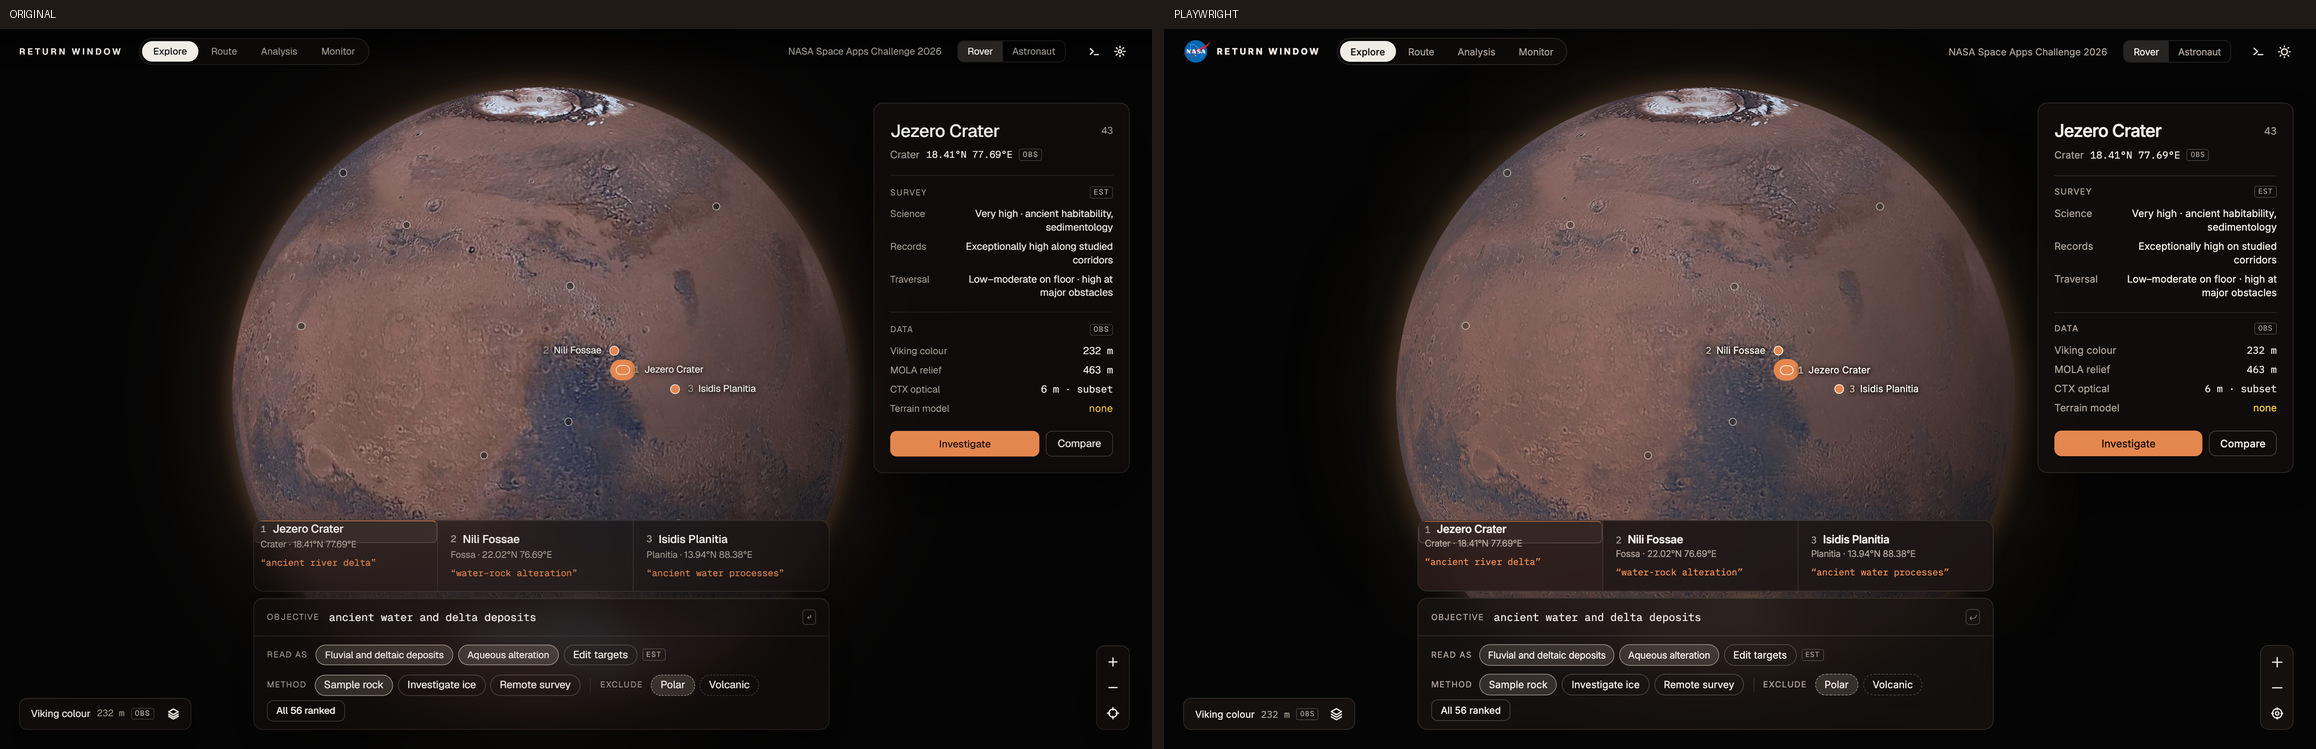 ORIGINAL
RETURN WINDOW Explore Route Analysis Monitor NASA Space Apps Challenge 2026 Rover Astronaut
Jezero Crater 43
Crater 18.41°N 77.69°E OBS
SURVEY EST
Science Very high · ancient habitability,
sedimentology
Records Exceptionally high along studied
corridors
Traversal Low–moderate on floor · high at
major obstacles
DATA OBS
Viking colour 232 m
MOLA relief 463 m
CTX optical 6 m · subset
Terrain model none
Investigate Compare
2 Nili Fossae
1 Jezero Crater
3 Isidis Planitia
1 Jezero Crater
Crater · 18.41°N 77.69°E
“ancient river delta”
2 Nili Fossae
Fossa · 22.02°N 76.69°E
“water-rock alteration”
3 Isidis Planitia
Planitia · 13.94°N 88.38°E
“ancient water processes”
OBJECTIVE ancient water and delta deposits
READ AS Fluvial and deltaic deposits Aqueous alteration Edit targets EST
METHOD Sample rock Investigate ice Remote survey EXCLUDE Polar Volcanic
All 56 ranked
Viking colour 232 m OBS
PLAYWRIGHT
NASA RETURN WINDOW Explore Route Analysis Monitor NASA Space Apps Challenge 2026 Rover Astronaut
Jezero Crater 43
Crater 18.41°N 77.69°E OBS
SURVEY EST
Science Very high · ancient habitability,
sedimentology
Records Exceptionally high on studied
corridors
Traversal Low–moderate on floor · high at
major obstacles
DATA OBS
Viking colour 232 m
MOLA relief 463 m
CTX optical 6 m · subset
Terrain model none
Investigate Compare
2 Nili Fossae
1 Jezero Crater
3 Isidis Planitia
1 Jezero Crater
Crater · 18.41°N 77.69°E
“ancient river delta”
2 Nili Fossae
Fossa · 22.02°N 76.69°E
“water-rock alteration”
3 Isidis Planitia
Planitia · 13.94°N 88.38°E
“ancient water processes”
OBJECTIVE ancient water and delta deposits
READ AS Fluvial and deltaic deposits Aqueous alteration Edit targets EST
METHOD Sample rock Investigate ice Remote survey EXCLUDE Polar Volcanic
All 56 ranked
Viking colour 232 m OBS